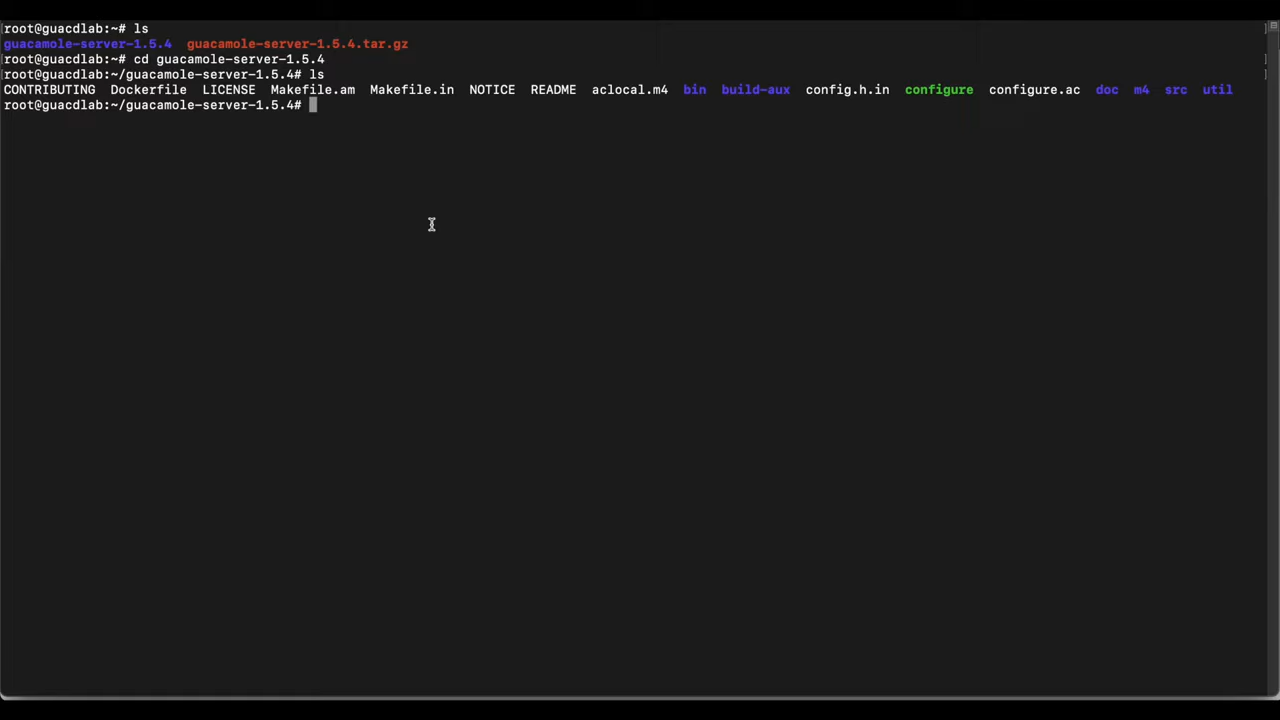 root@guacdlab:~# ls
guacamole-server-1.5.4  guacamole-server-1.5.4.tar.gz
root@guacdlab:~# cd guacamole-server-1.5.4
root@guacdlab:~/guacamole-server-1.5.4# ls
CONTRIBUTING  Dockerfile  LICENSE  Makefile.am  Makefile.in  NOTICE  README  aclocal.m4  bin  build-aux  config.h.in  configure  configure.ac  doc  m4  src  util
root@guacdlab:~/guacamole-server-1.5.4#